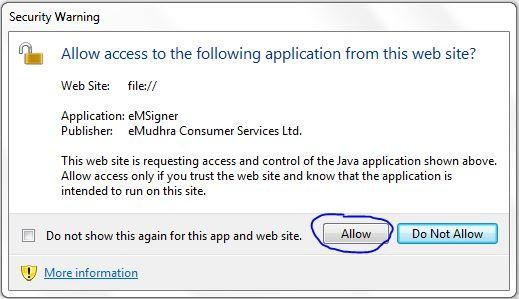 Security Warning
Allow access to the following application from this web site?
Web Site: file://
Application: eMSigner
Publisher: eMudhra Consumer Services Ltd.
This web site is requesting access and control of the Java application shown above.
Allow access only if you trust the web site and know that the application is
intended to run on this site.
Do not show this again for this app and web site. Allow Do Not Allow
More information